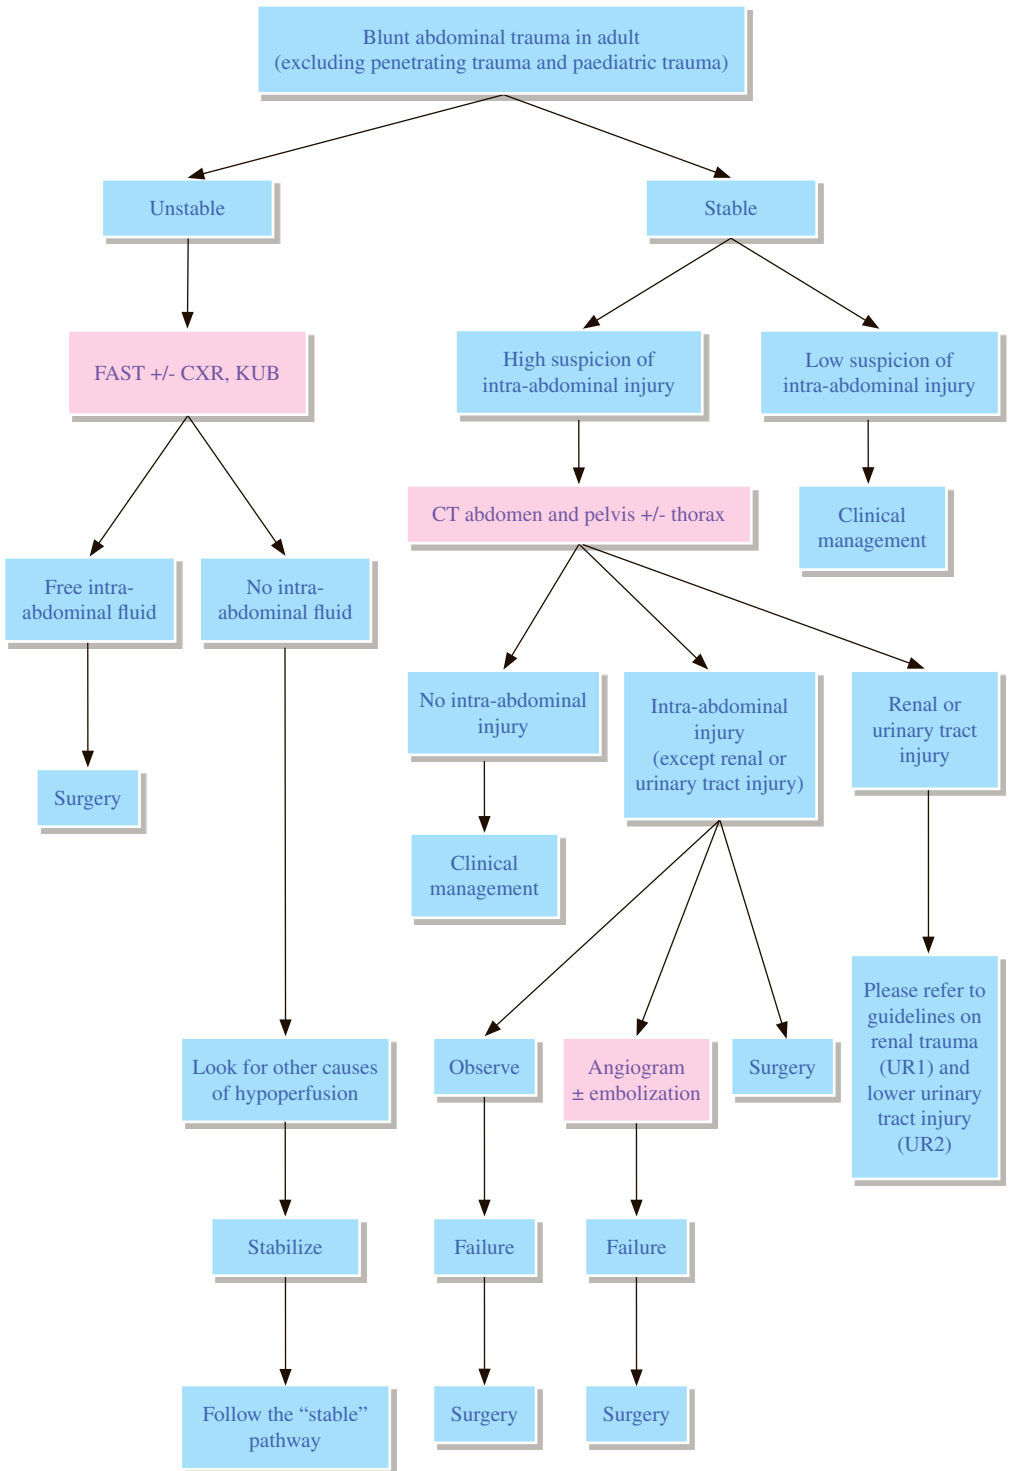 Blunt abdominal trauma in adult
(excluding penetrating trauma and paediatric trauma)
Unstable
Stable
FAST +/- CXR, KUB
High suspicion of
intra-abdominal injury
Low suspicion of
intra-abdominal injury
CT abdomen and pelvis +/- thorax
Clinical
management
Free intra-
abdominal fluid
No intra-
abdominal fluid
No intra-abdominal
injury
Intra-abdominal
injury
(except renal or
urinary tract injury)
Renal or
urinary tract
injury
Surgery
Clinical
management
Please refer to
guidelines on
renal trauma
(UR1) and
lower urinary
tract injury
(UR2)
Look for other causes
of hypoperfusion
Observe
Angiogram
± embolization
Surgery
Stabilize
Failure
Failure
Follow the “stable”
pathway
Surgery
Surgery